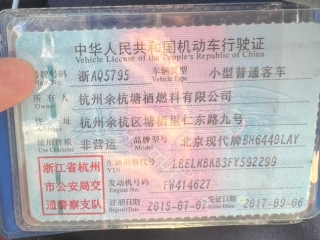 中华人民共和国机动车行驶证
Vehicle License of the People's Republic of China
号牌号码 浙AQ5795 车辆类型 小型普通客车
所有人 杭州余杭塘栖燃料有限公司
住址 杭州余杭区塘栖里仁东路九号
使用性质 非营运 品牌型号 北京现代牌BH6440LAY
浙江省杭州
市公安局交
通警察支队
车辆识别代号 LBELMBKB3FY592299
VIN
发动机号码 FW414627
注册日期 2015-07-07 发证日期 2017-09-06
Register Date Issue Date